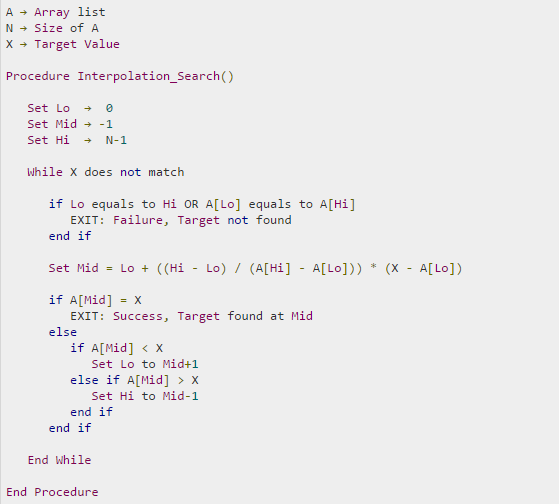 A → Array list
N → Size of A
X → Target Value
Procedure Interpolation_Search()
Set Lo → 0
Set Mid → -1
Set Hi → N-1
While X does not match
if Lo equals to Hi OR A[Lo] equals to A[Hi]
EXIT: Failure, Target not found
end if
Set Mid = Lo + ((Hi - Lo) / (A[Hi] - A[Lo])) * (X - A[Lo])
if A[Mid] = X
EXIT: Success, Target found at Mid
else
if A[Mid] < X
Set Lo to Mid+1
else if A[Mid] > X
Set Hi to Mid-1
end if
end if
End While
End Procedure